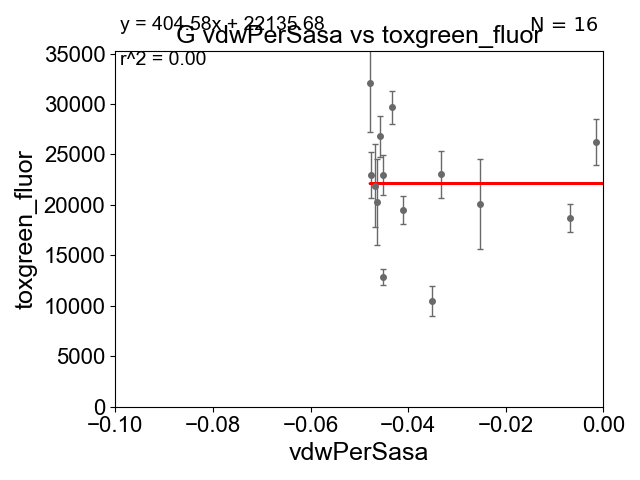 y = 404.58x + 22135.68
N = 16
G vdwPerSasa vs toxgreen_fluor
r^2 = 0.00
35000
30000
25000
20000
15000
10000
5000
0
toxgreen_fluor
−0.10
−0.08
−0.06
−0.04
−0.02
0.00
vdwPerSasa